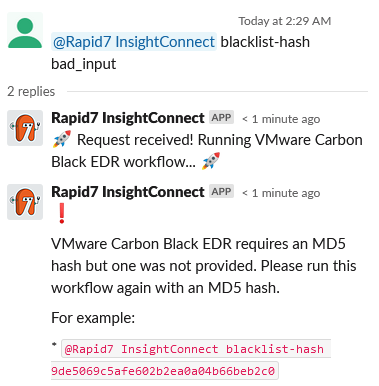 Today at 2:29 AM
@Rapid7 InsightConnect blacklist-hash
bad_input
2 replies
Rapid7 InsightConnect APP < 1 minute ago
🚀 Request received! Running VMware Carbon
Black EDR workflow... 🚀
Rapid7 InsightConnect APP < 1 minute ago
❗
VMware Carbon Black EDR requires an MD5
hash but one was not provided. Please run this
workflow again with an MD5 hash.
For example:
* @Rapid7 InsightConnect blacklist-hash
9de5069c5afe602b2ea0a04b66beb2c0